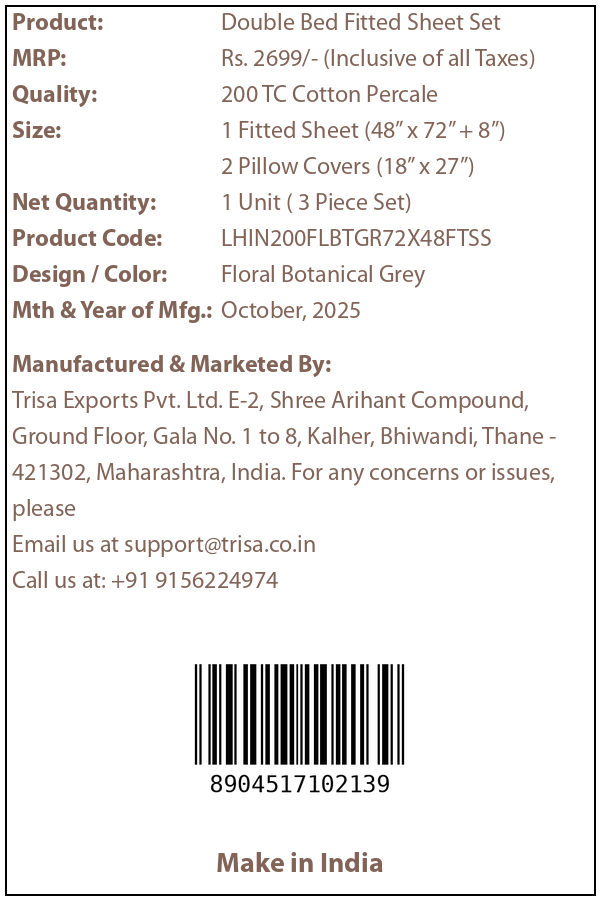 Product: Double Bed Fitted Sheet Set
MRP: Rs. 2699/- (Inclusive of all Taxes)
Quality: 200 TC Cotton Percale
Size: 1 Fitted Sheet (48” x 72” + 8”)
2 Pillow Covers (18” x 27”)
Net Quantity: 1 Unit ( 3 Piece Set)
Product Code: LHIN200FLBTGR72X48FTSS
Design / Color: Floral Botanical Grey
Mth & Year of Mfg.: October, 2025
Manufactured & Marketed By:
Trisa Exports Pvt. Ltd. E-2, Shree Arihant Compound,
Ground Floor, Gala No. 1 to 8, Kalher, Bhiwandi, Thane -
421302, Maharashtra, India. For any concerns or issues,
please
Email us at support@trisa.co.in
Call us at: +91 9156224974
8904517102139
Make in India